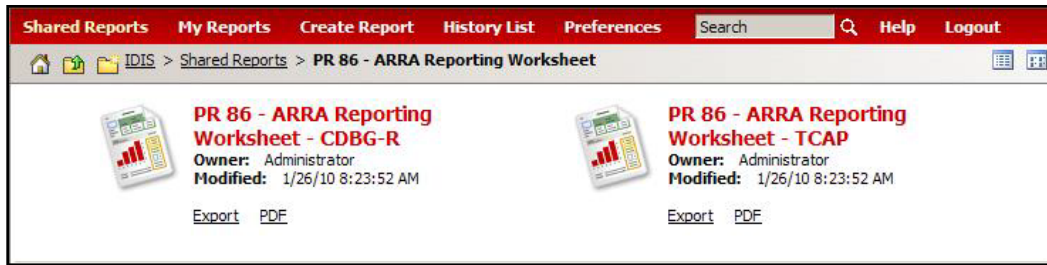 Shared Reports My Reports Create Report History List Preferences Search Help Logout
IDIS > Shared Reports > PR 86 - ARRA Reporting Worksheet
PR 86 - ARRA Reporting
Worksheet - CDBG-R
Owner: Administrator
Modified: 1/26/10 8:23:52 AM
Export PDF
PR 86 - ARRA Reporting
Worksheet - TCAP
Owner: Administrator
Modified: 1/26/10 8:23:52 AM
Export PDF